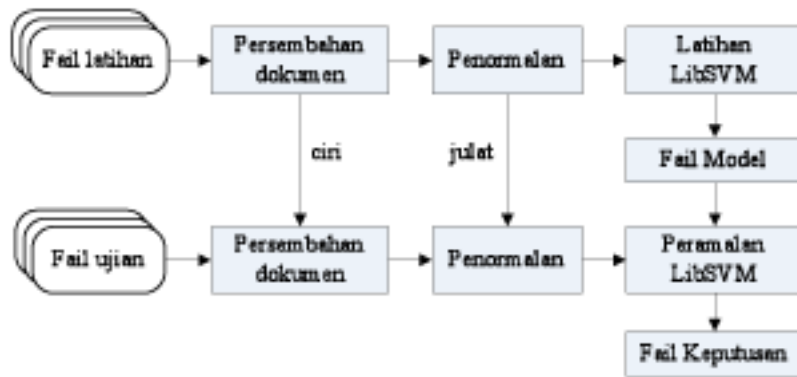 Fail latihan
Persembahan
dokumen
Penormalan
Latihan
LibSVM
ciri
julat
Fail Model
Fail ujian
Persembahan
dokumen
Penormalan
Peramalan
LibSVM
Fail Keputusan